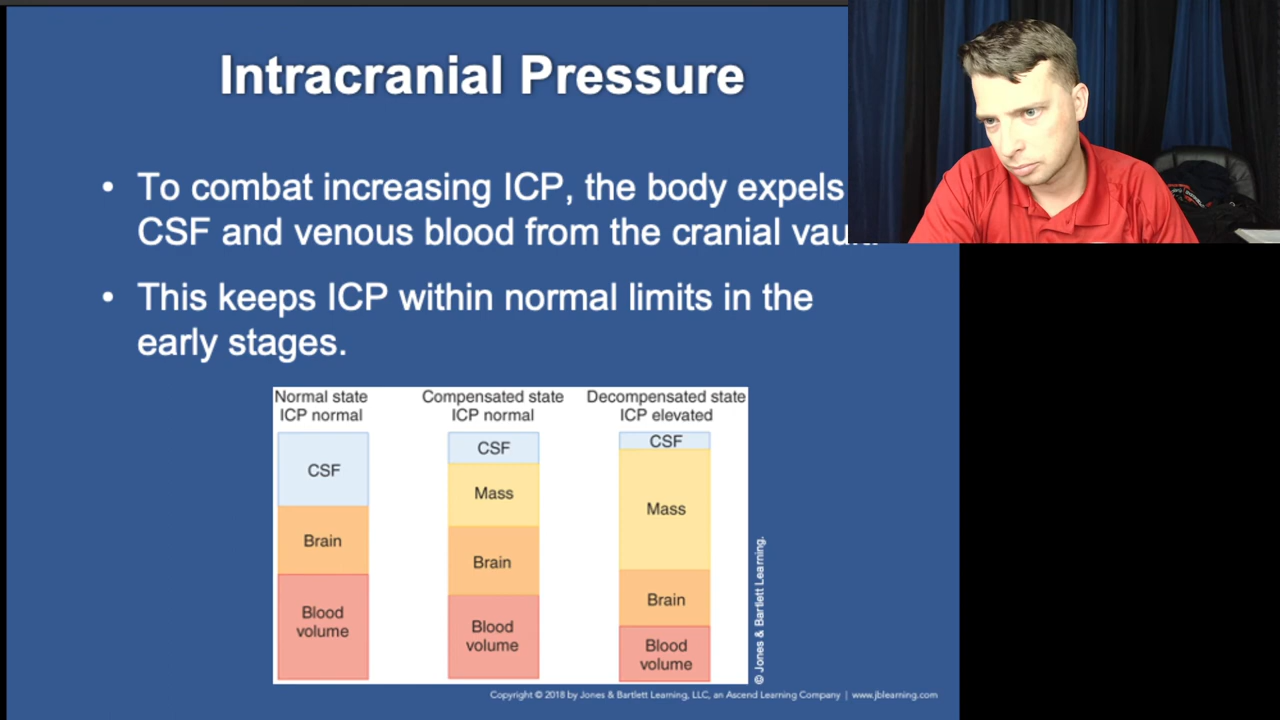 Intracranial Pressure
• To combat increasing ICP, the body expels
CSF and venous blood from the cranial
• This keeps ICP within normal limits in the
early stages.
Normal state
ICP normal
CSF
Brain
Blood
volume
Compensated state
ICP normal
CSF
Mass
Brain
Blood
volume
Decompensated state
ICP elevated
CSF
Mass
Brain
Blood
volume
© Jones & Bartlett Learning.
Copyright © 2018 by Jones & Bartlett Learning, LLC, an Ascend Learning Company | www.jblearning.com